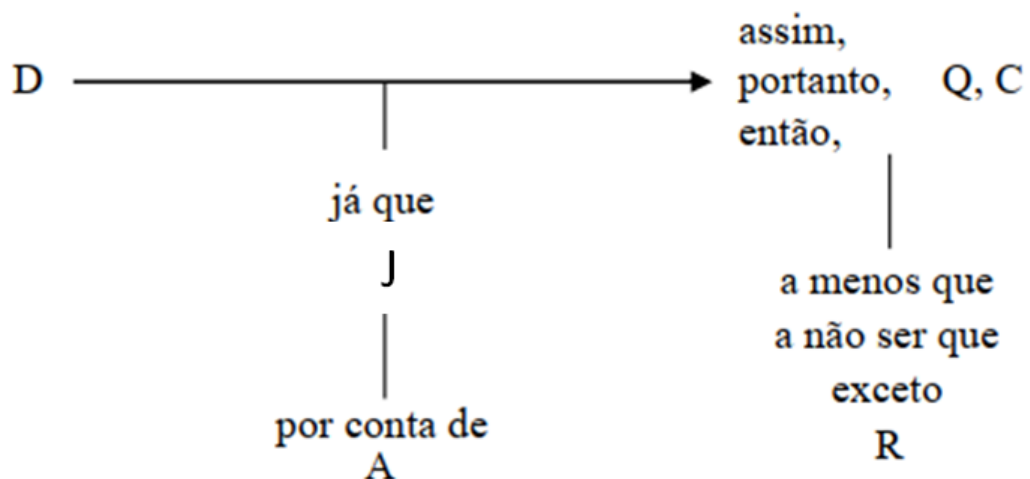 assim,
D portanto, Q, C
então,
já que
J
a menos que
a não ser que
exceto
por conta de
R
A